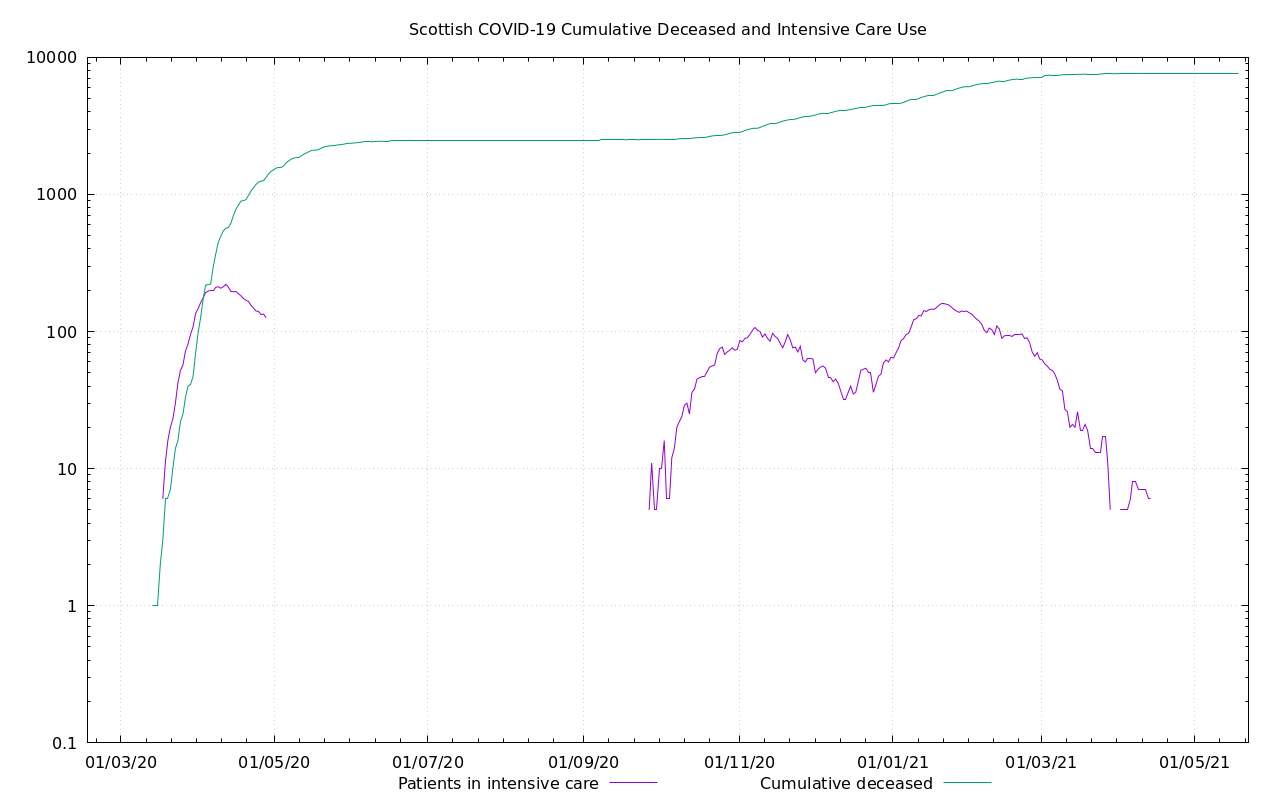 Scottish COVID-19 Cumulative Deceased and Intensive Care Use
10000
1000
100
10
1
0.1
01/03/20 01/05/20 01/07/20 01/09/20 01/11/20 01/01/21 01/03/21 01/05/21
Patients in intensive care Cumulative deceased